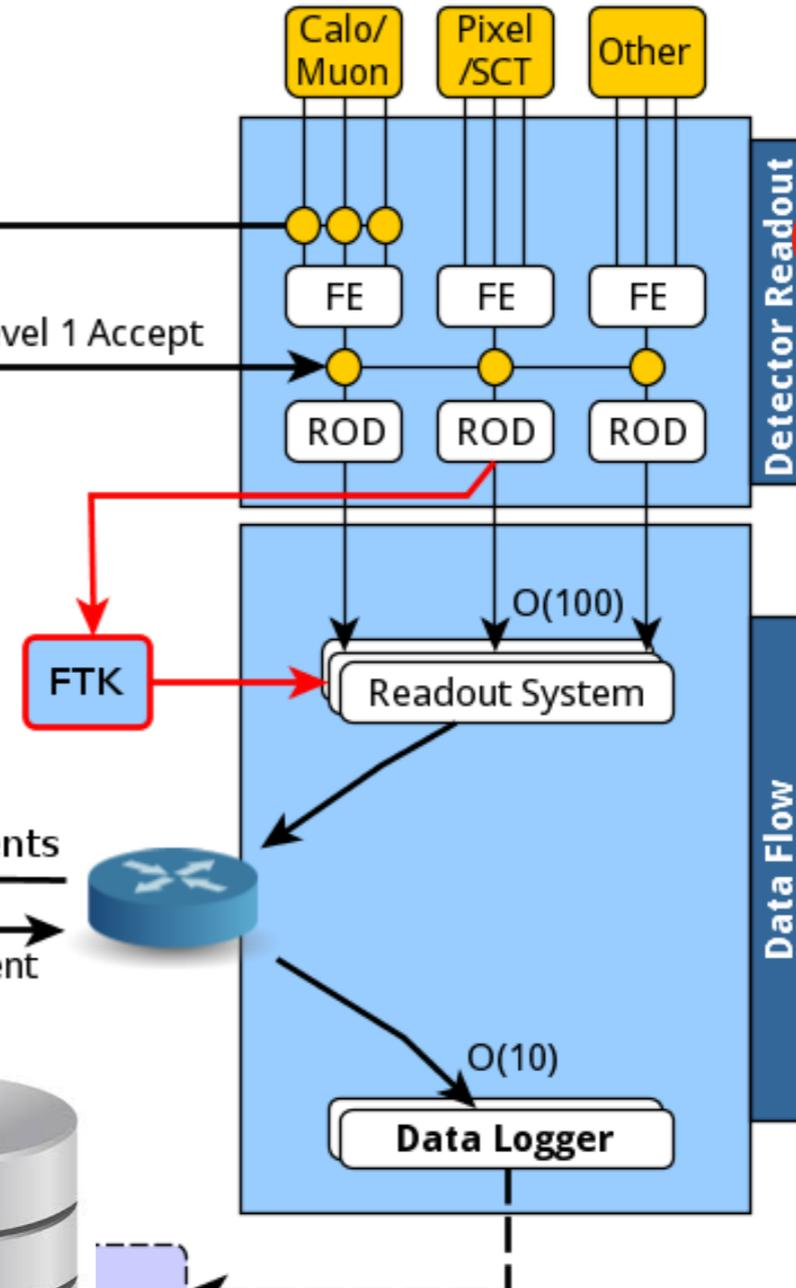 Calo/
Muon
Pixel
/SCT
Other
Detector Readout
FE
FE
FE
vel 1 Accept
ROD
ROD
ROD
O(100)
FTK
Readout System
Data Flow
nts
ent
O(10)
Data Logger